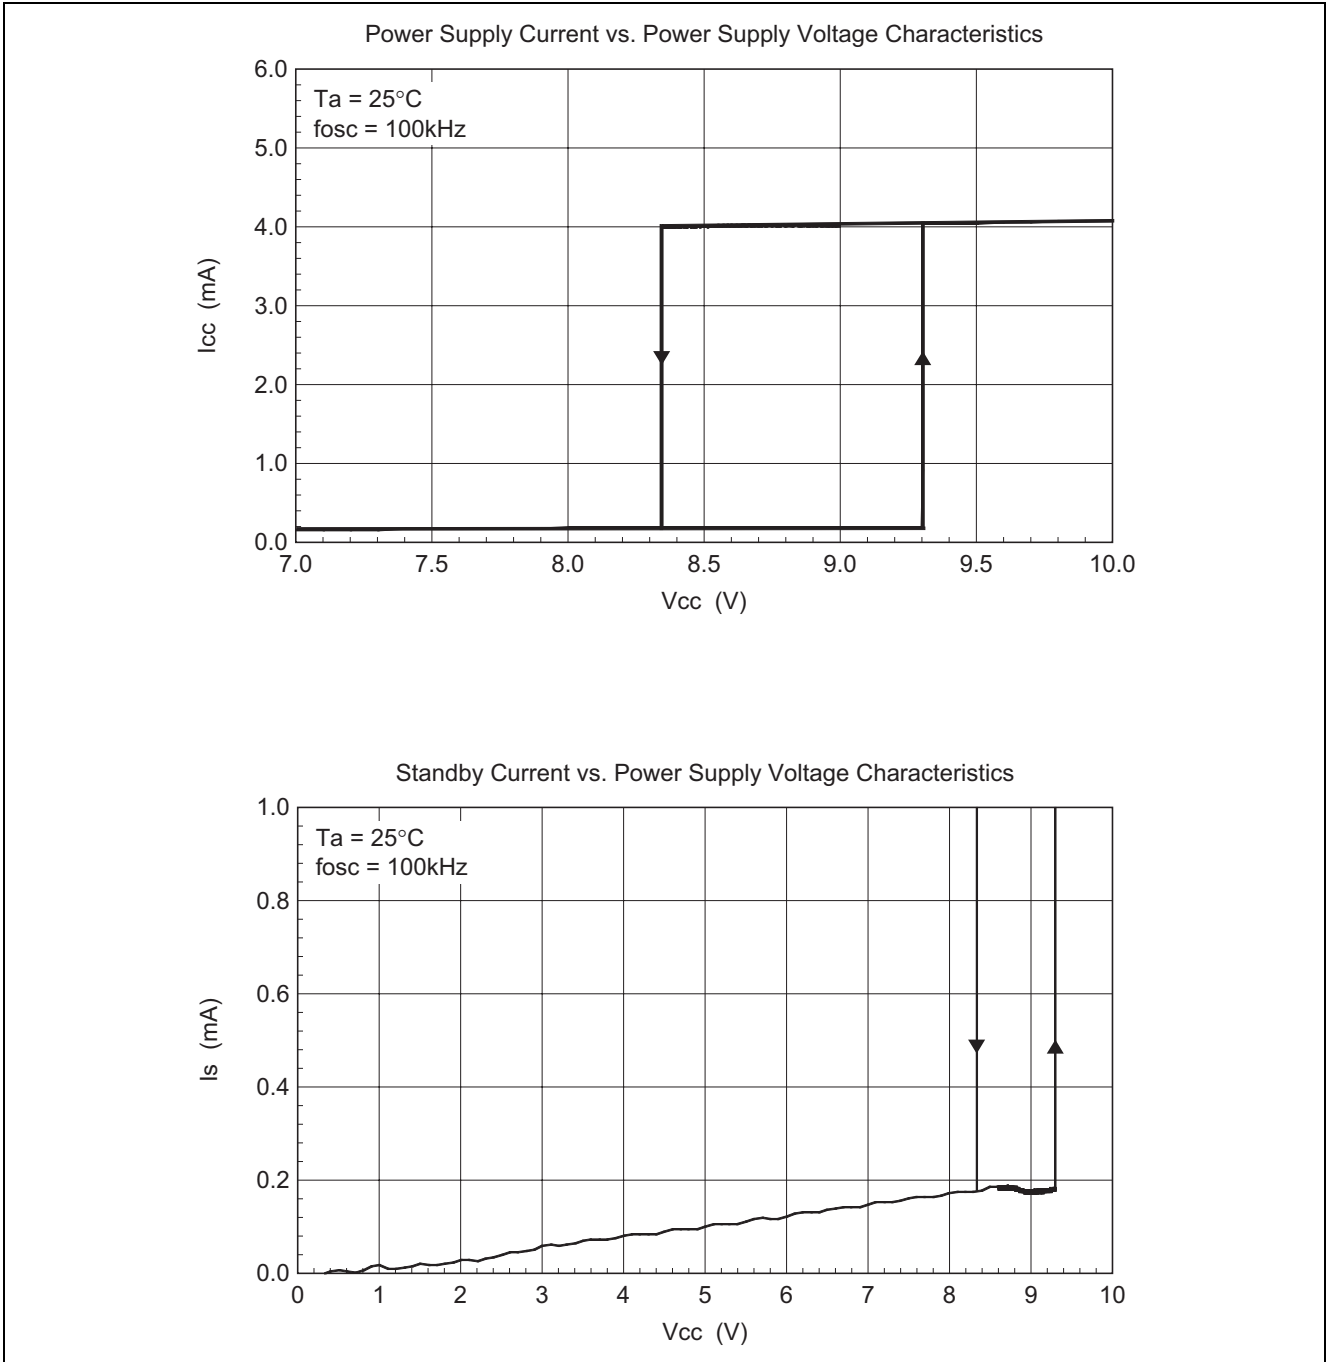 Power Supply Current vs. Power Supply Voltage Characteristics
6.0
Ta = 25°C
fosc = 100kHz
5.0
4.0
Icc (mA)
3.0
2.0
1.0
0.0
7.0 7.5 8.0 8.5 9.0 9.5 10.0
Vcc (V)
Standby Current vs. Power Supply Voltage Characteristics
1.0
Ta = 25°C
fosc = 100kHz
0.8
0.6
Is (mA)
0.4
0.2
0.0
0 1 2 3 4 5 6 7 8 9 10
Vcc (V)